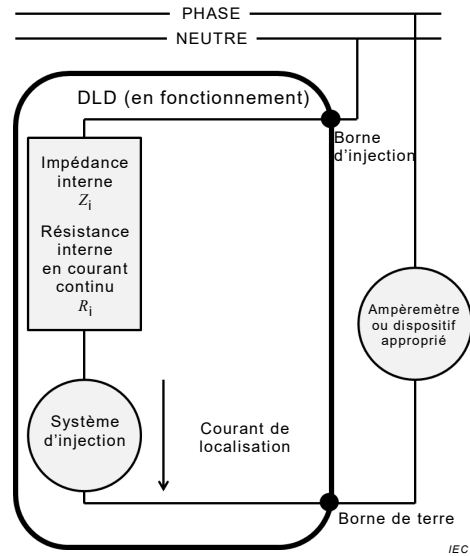 PHASE
NEUTRE
DLD (en fonctionnement)
Borne
d'injection
Impédance
interne
Zi
Résistance
interne
en courant
continu
Ri
Ampèremètre
ou dispositif
approprié
Système
d'injection
Courant de
localisation
Borne de terre
IEC